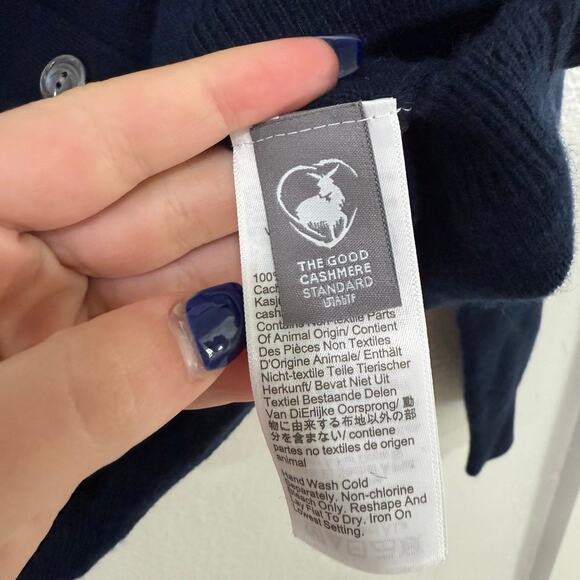 THE GOOD
CASHMERE
STANDARD
100%
Kasj
cash
Contains Non-textile Parts
Of Animal Origin/ Contient
Des Pièces Non Textiles
D'Origine Animale/ Enthält
Nicht-textile Teile Tierischer
Herkunft/ Bevat Niet Uit
Textiel Bestaande Delen
Van DiErlijke Oorsprong/ 動
物に由来する布地以外の部
分を含まない/ contiene
partes no textiles de origen
animal
Hand Wash Cold
Separately, Non-chlorine
Bleach Only, Reshape And
Lay Flat To Dry, Iron On
Lowest Setting.